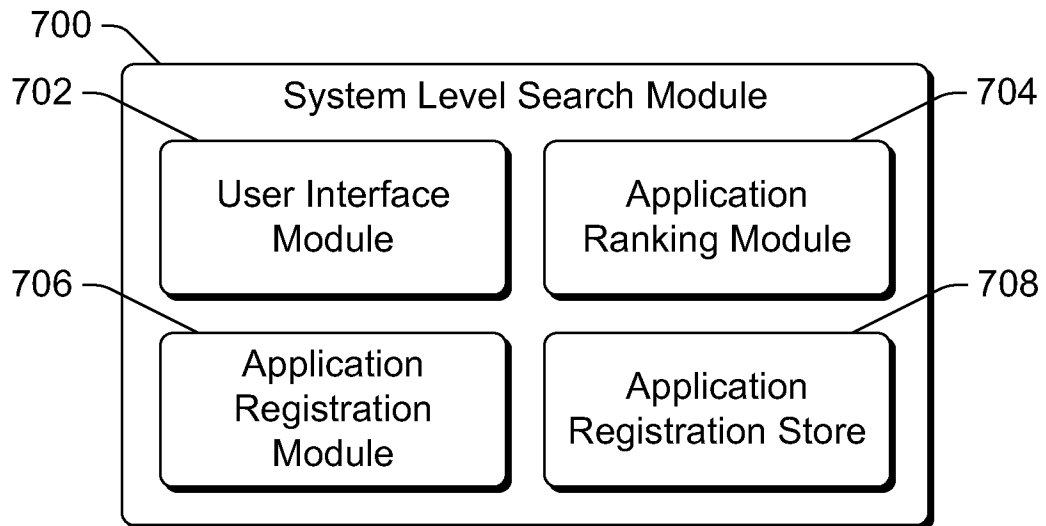 700
702
System Level Search Module
704
User Interface
Module
Application
Ranking Module
706
708
Application
Registration
Module
Application
Registration Store